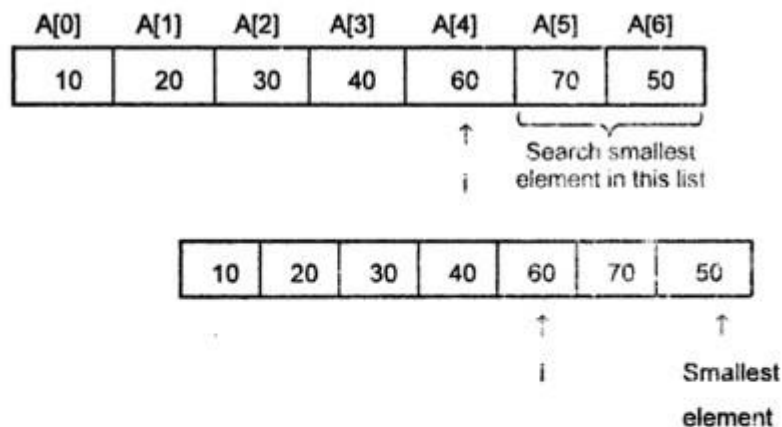 A[0] A[1] A[2] A[3] A[4] A[5] A[6]
10 20 30 40 60 70 50
↑
i
Search smallest
element in this list
10 20 30 40 60 70 50
↑ ↑
i Smallest
element